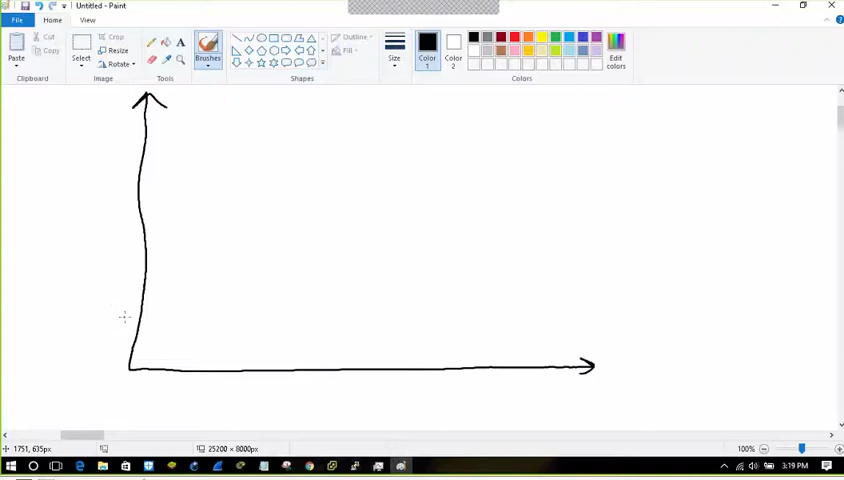 Untitled - Paint
File Home View
Paste
Cut
Copy
Clipboard
Select
Crop
Resize
Rotate
Image
A
Tools
Brushes
Outline
Fill
Shapes
Size
Color 1
Color 2
Edit colors
Colors
1751, 635px
25200 × 8000px
100%
3:19 PM